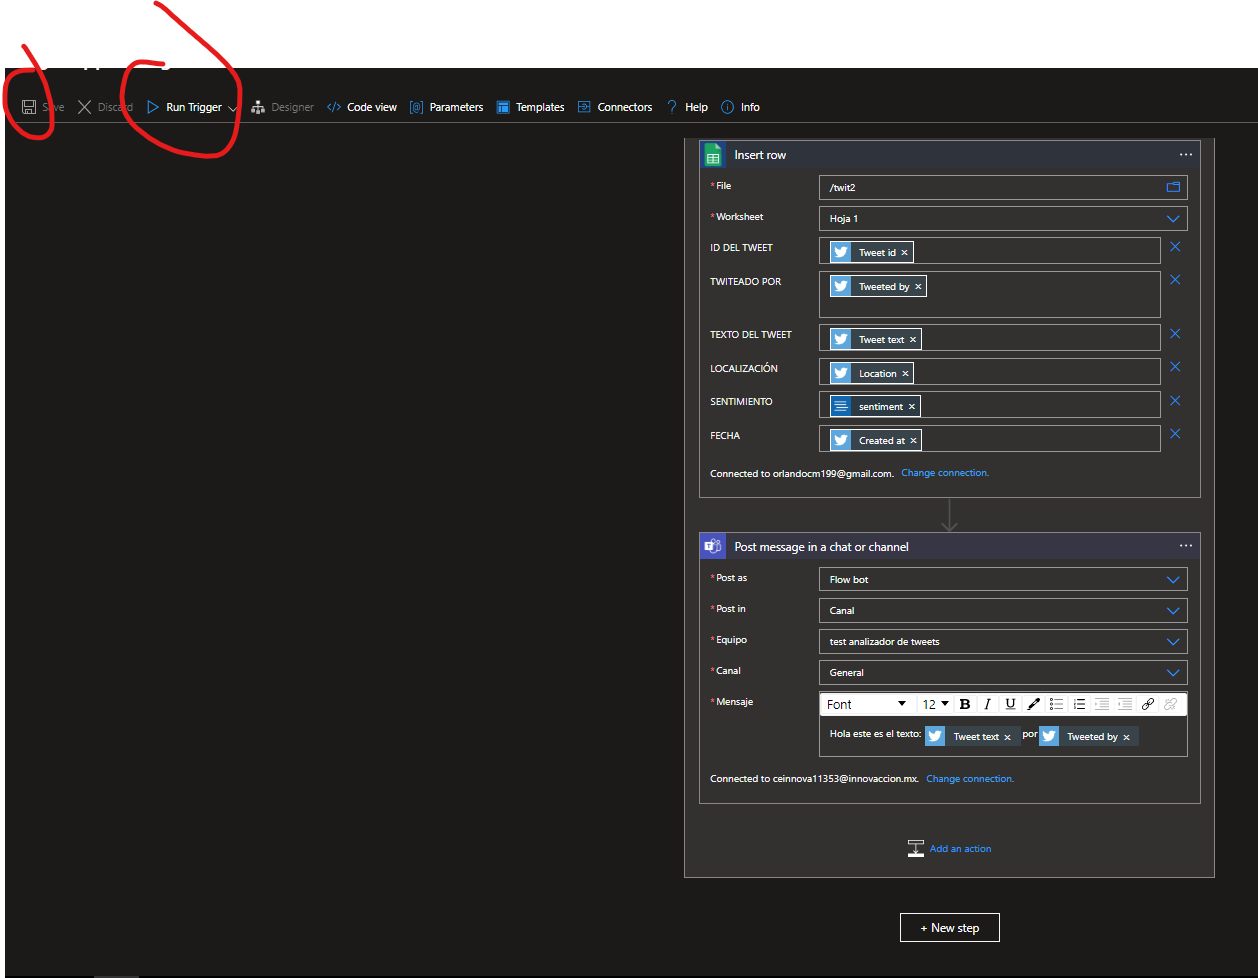 Save Discard Run Trigger Designer </> Code view [@] Parameters Templates Connectors ? Help Info
Insert row ...
* File /twit2
* Worksheet Hoja 1
ID DEL TWEET Tweet id ×
TWITEADO POR Tweeted by ×
TEXTO DEL TWEET Tweet text ×
LOCALIZACIÓN Location ×
SENTIMIENTO sentiment ×
FECHA Created at ×
Connected to orlandocm199@gmail.com. Change connection.
Post message in a chat or channel ...
* Post as Flow bot
* Post in Canal
* Equipo test analizador de tweets
* Canal General
* Mensaje Font 12 B I U
Hola este es el texto: Tweet text × por Tweeted by ×
Connected to ceinnova11353@innovaccion.mx. Change connection.
Add an action
+ New step